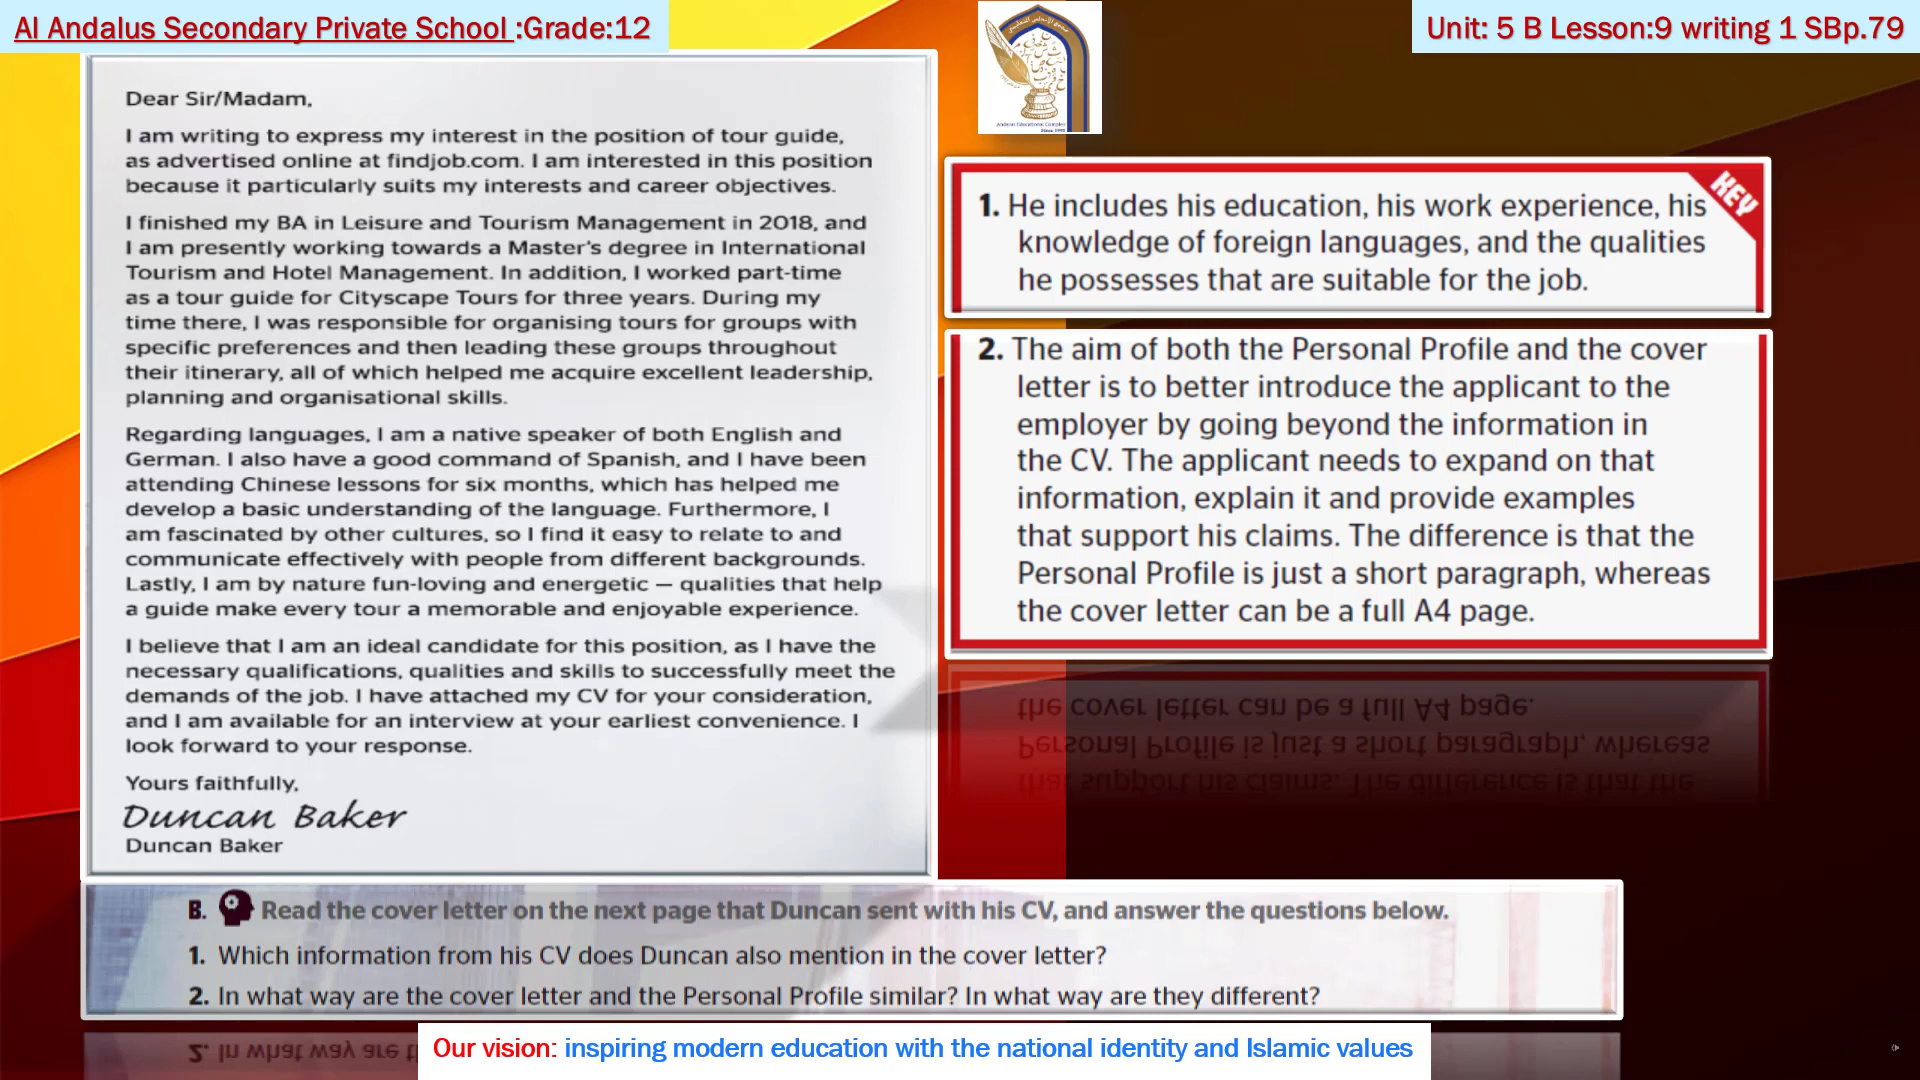 Al Andalus Secondary Private School :Grade:12
Unit: 5 B Lesson:9 writing 1 SBp.79
Dear Sir/Madam,
I am writing to express my interest in the position of tour guide,
as advertised online at findjob.com. I am interested in this position
because it particularly suits my interests and career objectives.
I finished my BA in Leisure and Tourism Management in 2018, and
I am presently working towards a Master's degree in International
Tourism and Hotel Management. In addition, I worked part-time
as a tour guide for Cityscape Tours for three years. During my
time there, I was responsible for organising tours for groups with
specific preferences and then leading these groups throughout
their itinerary, all of which helped me acquire excellent leadership,
planning and organisational skills.
Regarding languages, I am a native speaker of both English and
German. I also have a good command of Spanish, and I have been
attending Chinese lessons for six months, which has helped me
develop a basic understanding of the language. Furthermore, I
am fascinated by other cultures, so I find it easy to relate to and
communicate effectively with people from different backgrounds.
Lastly, I am by nature fun-loving and energetic — qualities that help
a guide make every tour a memorable and enjoyable experience.
I believe that I am an ideal candidate for this position, as I have the
necessary qualifications, qualities and skills to successfully meet the
demands of the job. I have attached my CV for your consideration,
and I am available for an interview at your earliest convenience. I
look forward to your response.
Yours faithfully,
Duncan Baker
Duncan Baker
Andalus Educational Complex
Since 1995
KEY
1. He includes his education, his work experience, his
knowledge of foreign languages, and the qualities
he possesses that are suitable for the job.
2. The aim of both the Personal Profile and the cover
letter is to better introduce the applicant to the
employer by going beyond the information in
the CV. The applicant needs to expand on that
information, explain it and provide examples
that support his claims. The difference is that the
Personal Profile is just a short paragraph, whereas
the cover letter can be a full A4 page.
B. Read the cover letter on the next page that Duncan sent with his CV, and answer the questions below.
1. Which information from his CV does Duncan also mention in the cover letter?
2. In what way are the cover letter and the Personal Profile similar? In what way are they different?
Our vision: inspiring modern education with the national identity and Islamic values